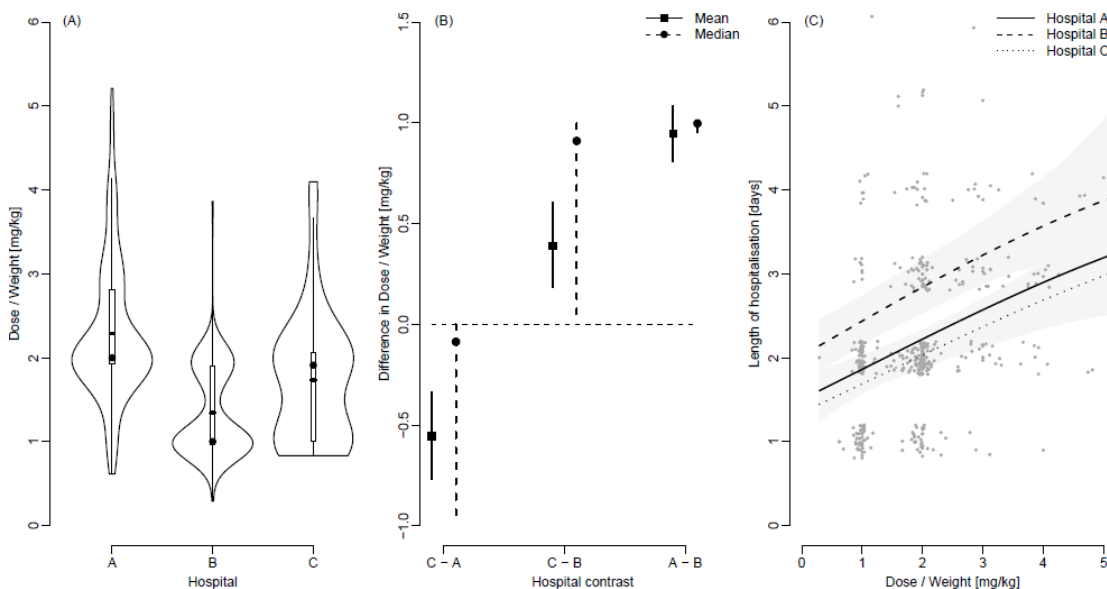 (A)
Dose / Weight [mg/kg]
0
1
2
3
4
5
6
A
B
C
Hospital
(B)
Mean
Median
Difference in Dose / Weight [mg/kg]
−1.0
−0.5
0.0
0.5
1.0
1.5
C − A
C − B
A − B
Hospital contrast
(C)
Hospital A
Hospital B
Hospital C
Length of hospitalisation [days]
0
1
2
3
4
5
6
0
1
2
3
4
5
Dose / Weight [mg/kg]